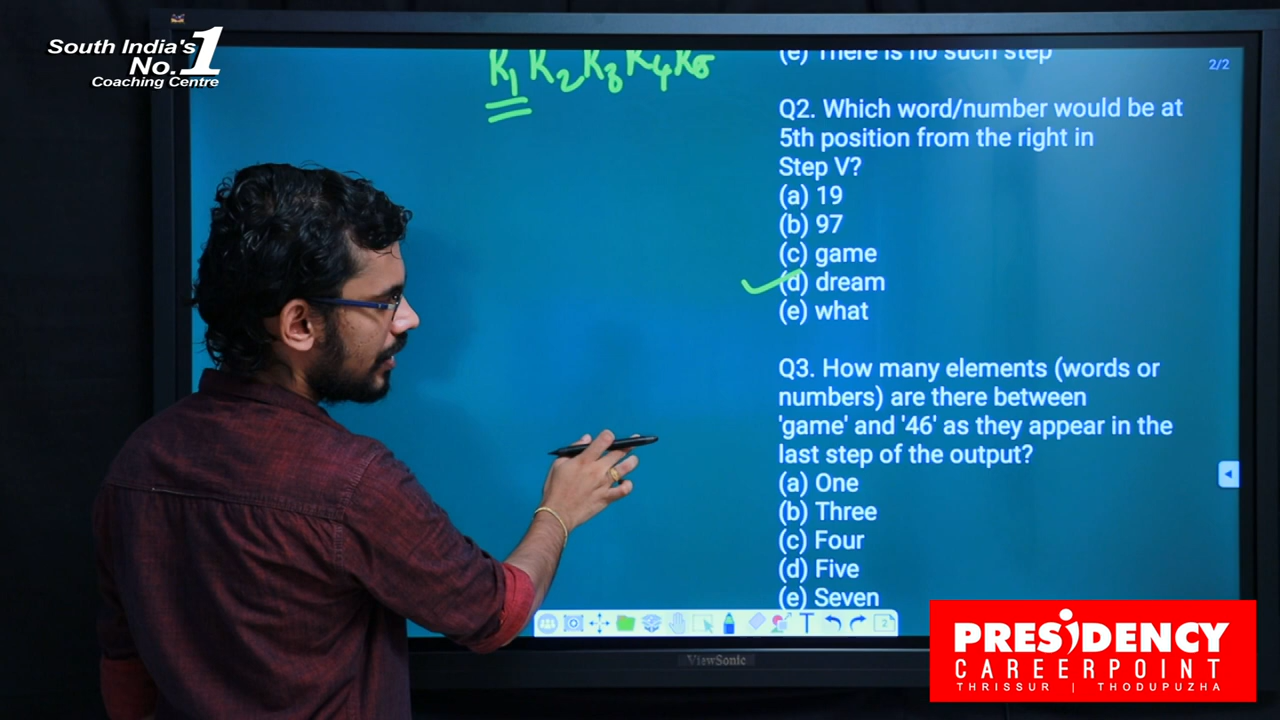 South India's
No.1
Coaching Centre
K1 K2 K3 K4 K5
(e) There is no such step
2/2
Q2. Which word/number would be at
5th position from the right in
Step V?
(a) 19
(b) 97
(c) game
(d) dream
(e) what
Q3. How many elements (words or
numbers) are there between
'game' and '46' as they appear in the
last step of the output?
(a) One
(b) Three
(c) Four
(d) Five
(e) Seven
T
2
ViewSonic
PRESIDENCY
CAREERPOINT
THRISSUR | THODUPUZHA